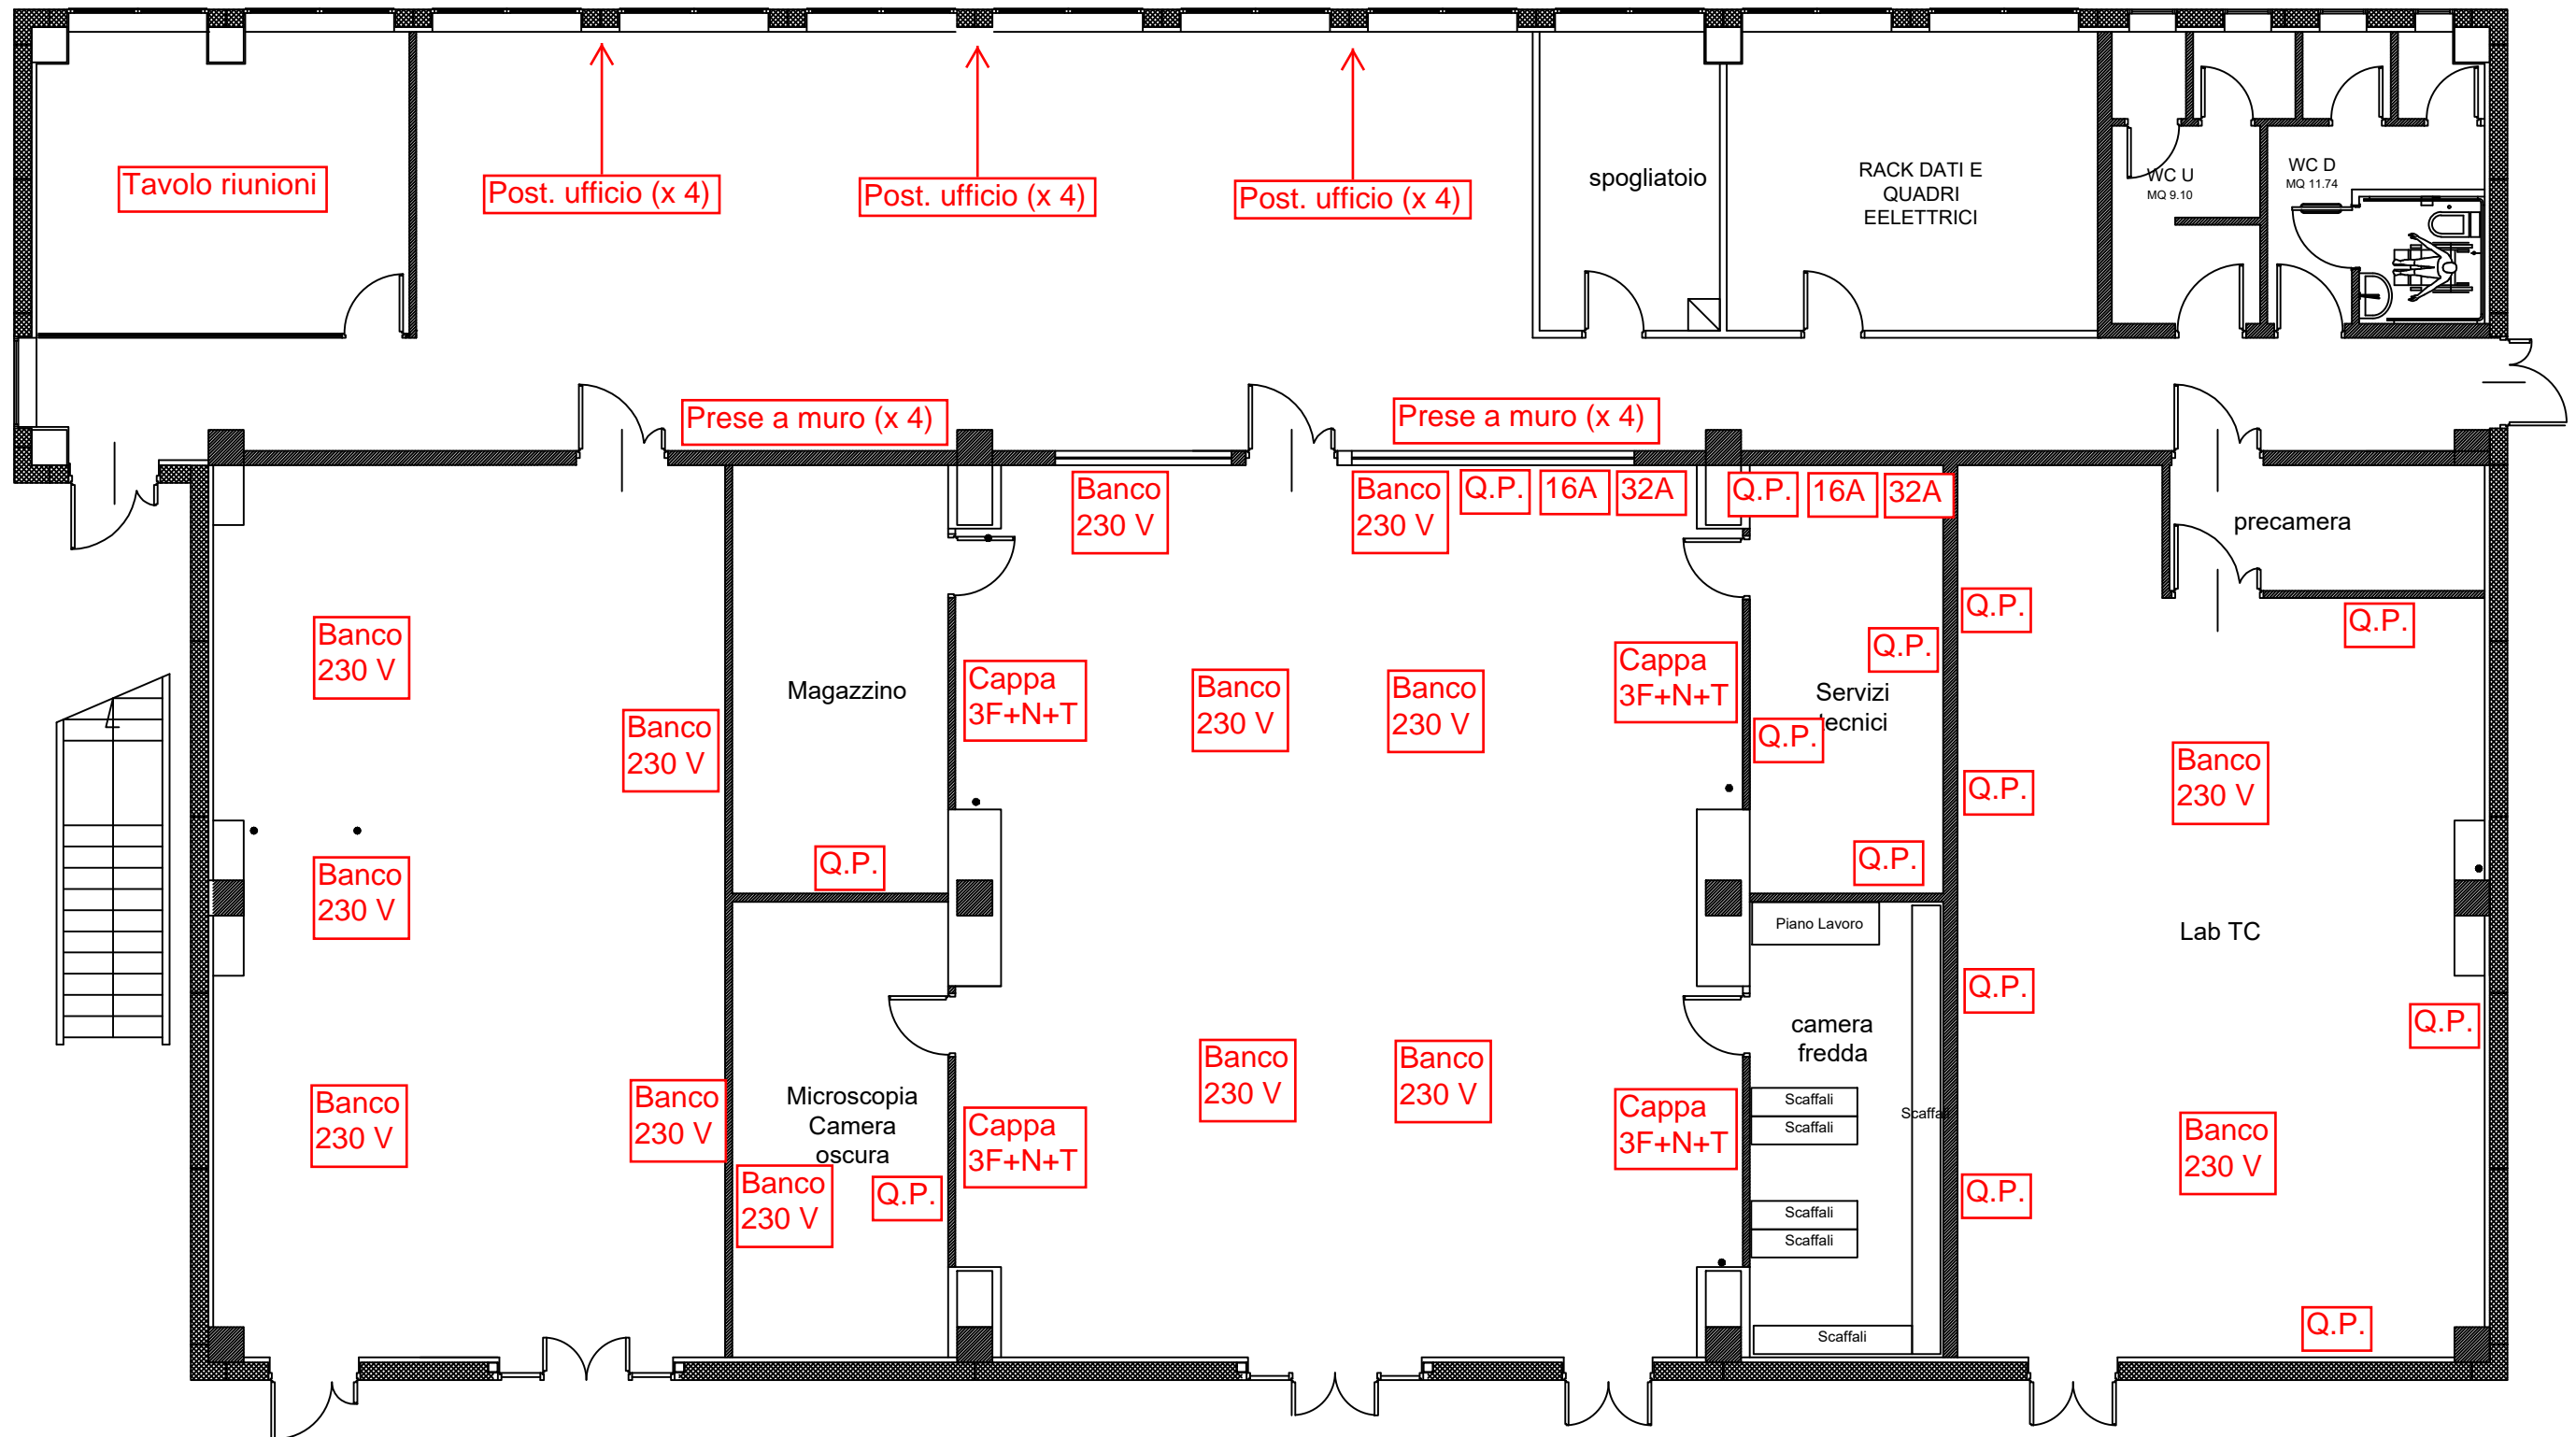 Tavolo riunioni
Post. ufficio (x 4)
Post. ufficio (x 4)
Post. ufficio (x 4)
spogliatoio
RACK DATI E
QUADRI
EELETTRICI
WC U
MQ 9.10
WC D
MQ 11.74
Prese a muro (x 4)
Prese a muro (x 4)
Banco
230 V
Banco
230 V
Q.P.
16A
32A
Q.P.
16A
32A
precamera
Banco
230 V
Banco
230 V
Magazzino
Q.P.
Cappa
3F+N+T
Banco
230 V
Banco
230 V
Cappa
3F+N+T
Q.P.
Servizi
tecnici
Q.P.
Q.P.
Q.P.
Q.P.
Q.P.
Banco
230 V
Banco
230 V
Piano Lavoro
Lab TC
Q.P.
Q.P.
camera
fredda
Banco
230 V
Banco
230 V
Microscopia
Camera
oscura
Banco
230 V
Q.P.
Cappa
3F+N+T
Banco
230 V
Banco
230 V
Cappa
3F+N+T
Scaffali
Scaffali
Scaffali
Scaffali
Scaffali
Scaffali
Q.P.
Banco
230 V
Q.P.